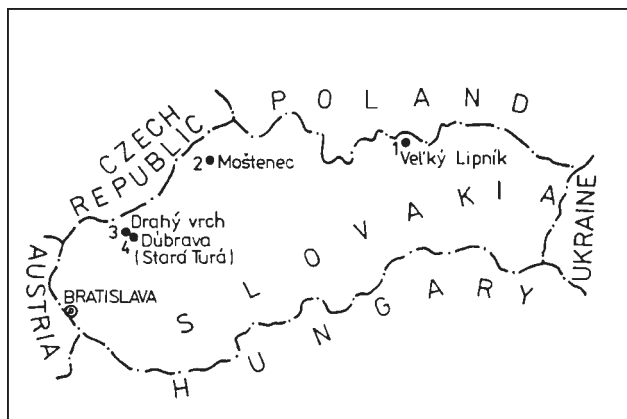 POLAND
CZECH
REPUBLIC
1
Veľký Lipník
2 Moštenec
UKRAINE
SLOVAKIA
3 Drahý vrch
4 Dúbrava
(Stará Turá)
AUSTRIA
BRATISLAVA
HUNGARY